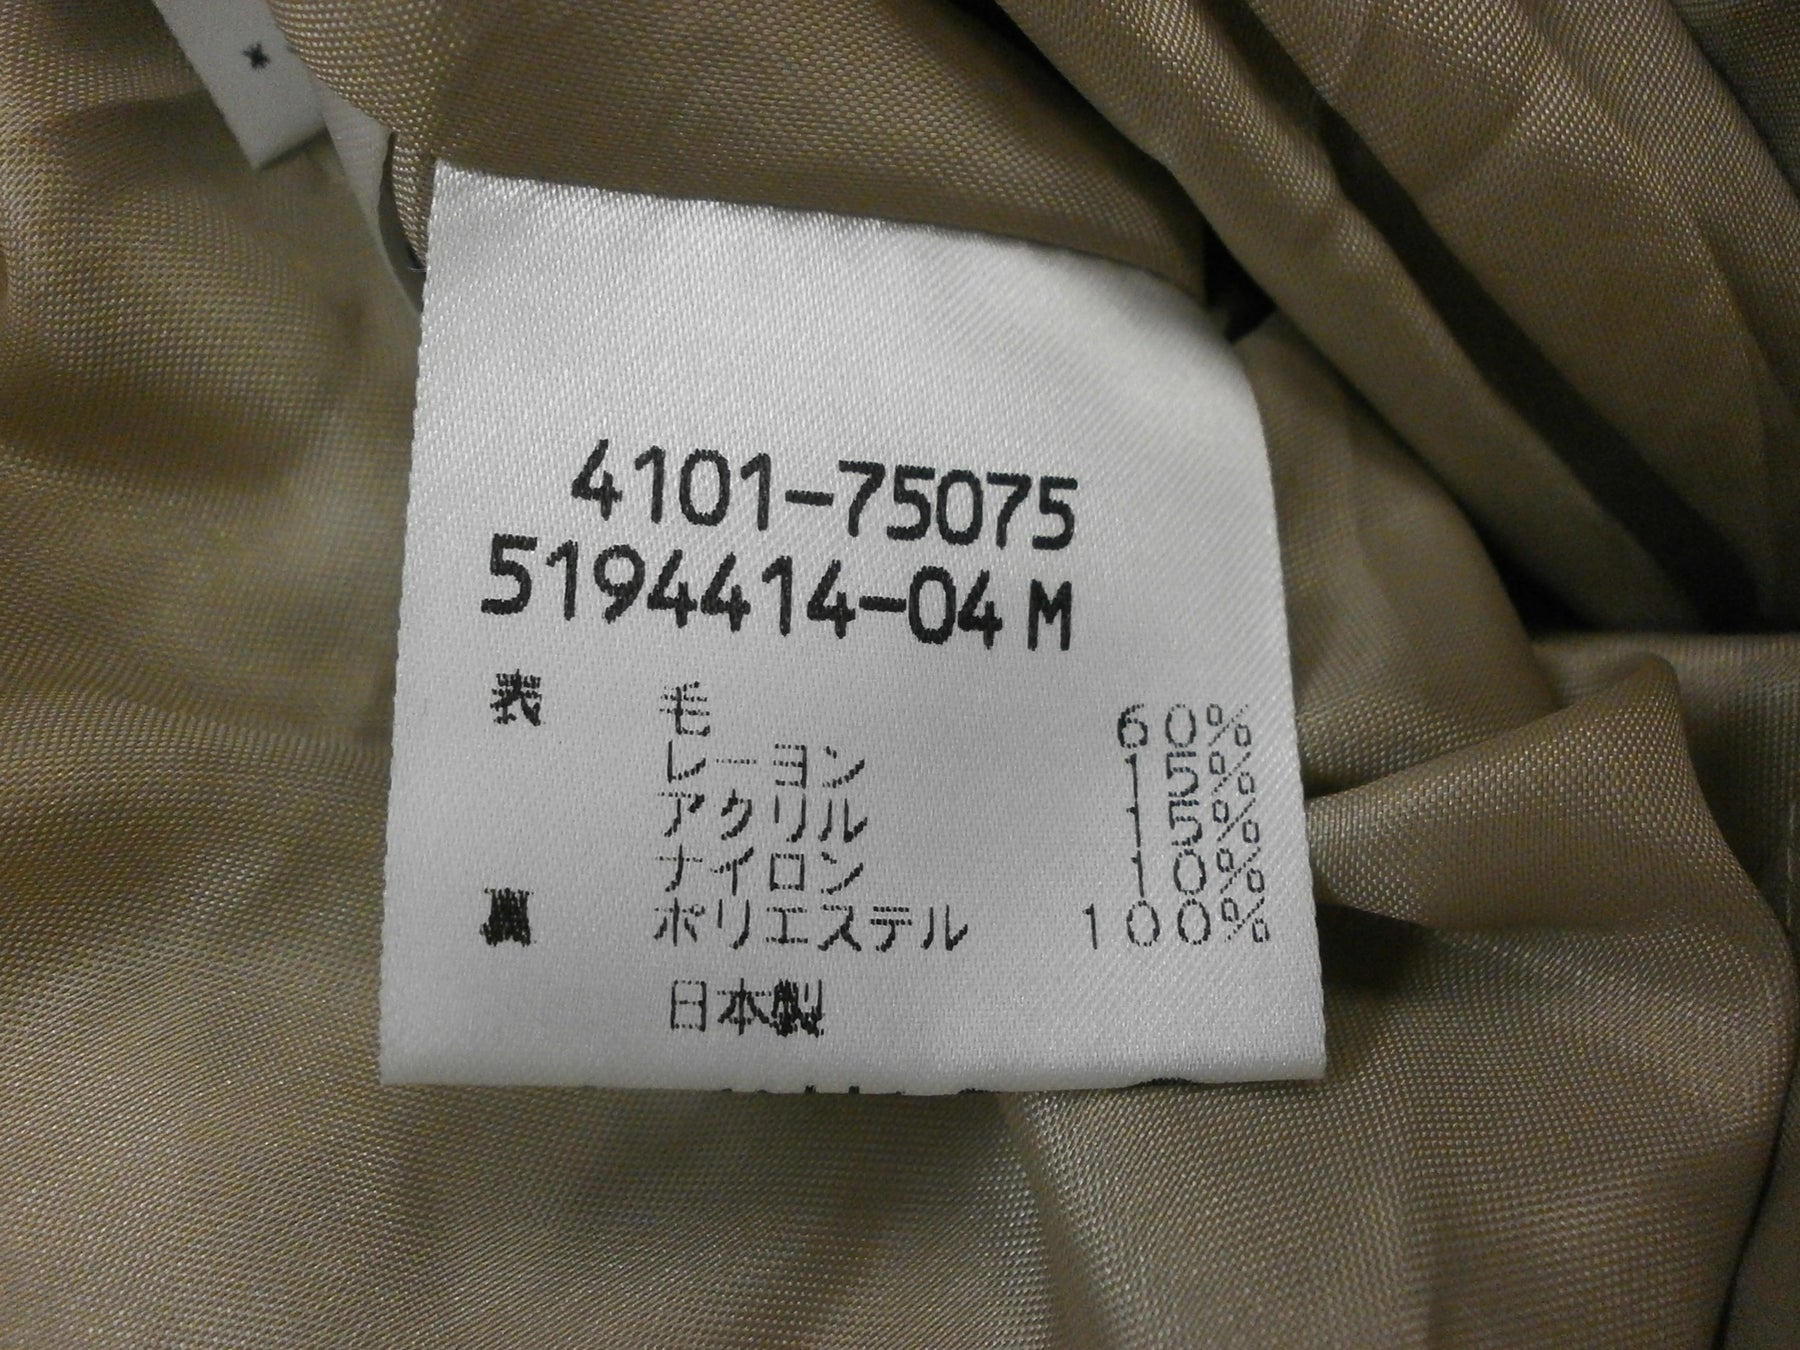 4101-75075
5194414-04 M
表 毛 60%
レーヨン 15%
アクリル 15%
ナイロン 10%
裏 ポリエステル 100%
日本製